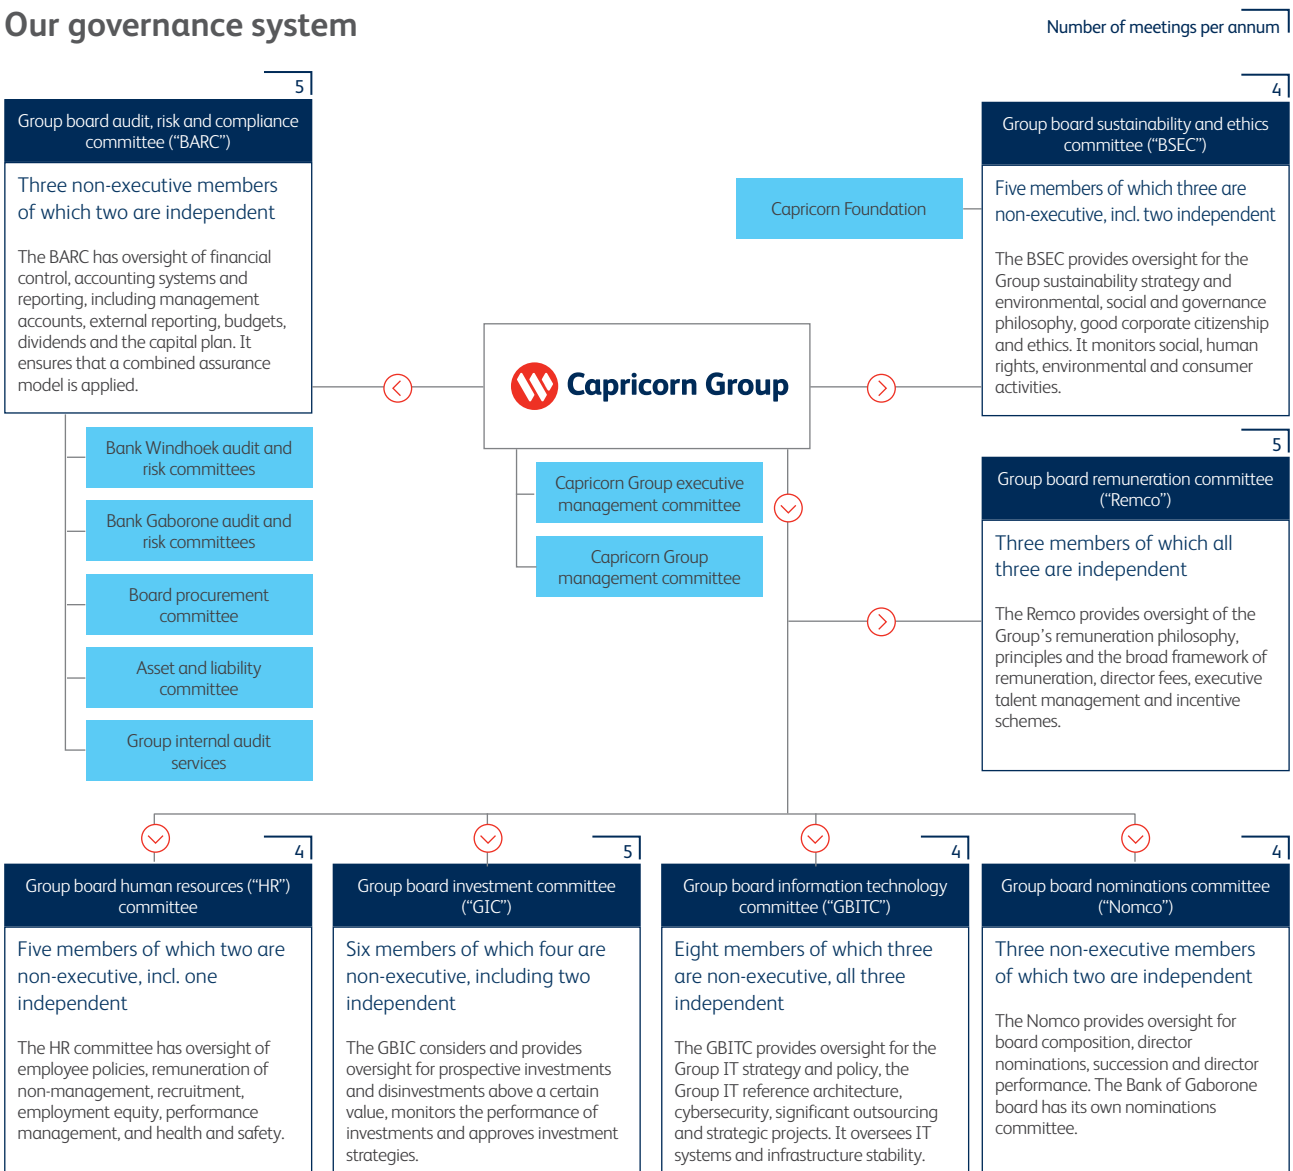 Our governance system
Number of meetings per annum
5
Group board audit, risk and compliance
committee (“BARC”)
Three non-executive members
of which two are independent
The BARC has oversight of financial
control, accounting systems and
reporting, including management
accounts, external reporting, budgets,
dividends and the capital plan. It
ensures that a combined assurance
model is applied.
Bank Windhoek audit and
risk committees
Bank Gaborone audit and
risk committees
Board procurement
committee
Asset and liability
committee
Group internal audit
services
Capricorn Foundation
Capricorn Group
Capricorn Group executive
management committee
Capricorn Group
management committee
4
Group board sustainability and ethics
committee (“BSEC”)
Five members of which three are
non-executive, incl. two independent
The BSEC provides oversight for the
Group sustainability strategy and
environmental, social and governance
philosophy, good corporate citizenship
and ethics. It monitors social, human
rights, environmental and consumer
activities.
5
Group board remuneration committee
(“Remco”)
Three members of which all
three are independent
The Remco provides oversight of the
Group’s remuneration philosophy,
principles and the broad framework of
remuneration, director fees, executive
talent management and incentive
schemes.
4
Group board human resources (“HR”)
committee
Five members of which two are
non-executive, incl. one
independent
The HR committee has oversight of
employee policies, remuneration of
non-management, recruitment,
employment equity, performance
management, and health and safety.
5
Group board investment committee
(“GIC”)
Six members of which four are
non-executive, including two
independent
The GBIC considers and provides
oversight for prospective investments
and disinvestments above a certain
value, monitors the performance of
investments and approves investment
strategies.
4
Group board information technology
committee (“GBITC”)
Eight members of which three
are non-executive, all three
independent
The GBITC provides oversight for the
Group IT strategy and policy, the
Group IT reference architecture,
cybersecurity, significant outsourcing
and strategic projects. It oversees IT
systems and infrastructure stability.
4
Group board nominations committee
(“Nomco”)
Three non-executive members
of which two are independent
The Nomco provides oversight for
board composition, director
nominations, succession and director
performance. The Bank of Gaborone
board has its own nominations
committee.